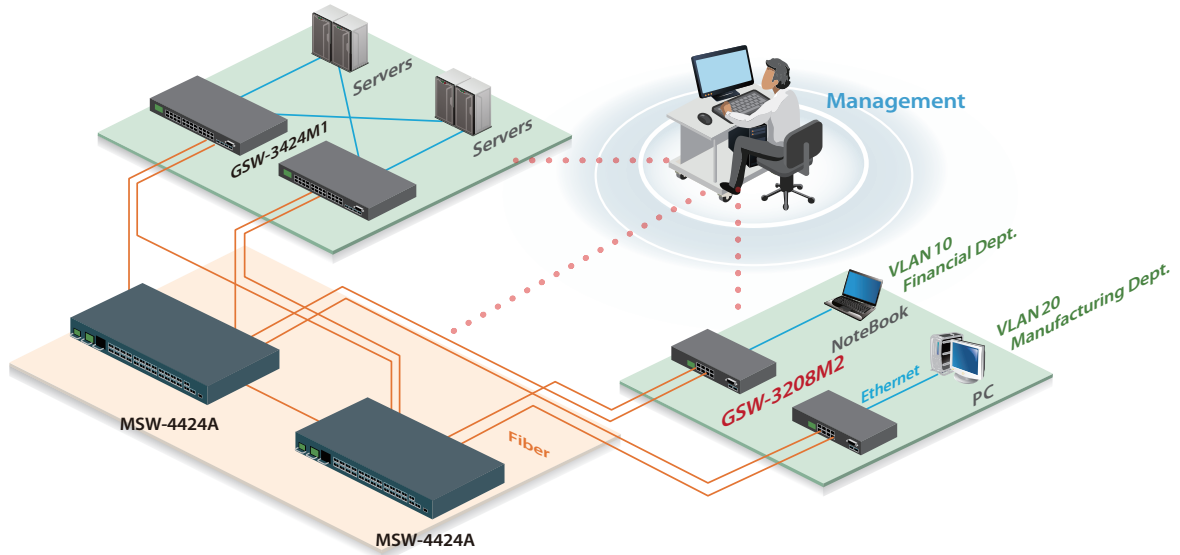 Servers
Servers
GSW-3424M1
Management
VLAN 10
Financial Dept.
VLAN 20
Manufacturing Dept.
NoteBook
GSW-3208M2
Ethernet
PC
MSW-4424A
Fiber
MSW-4424A